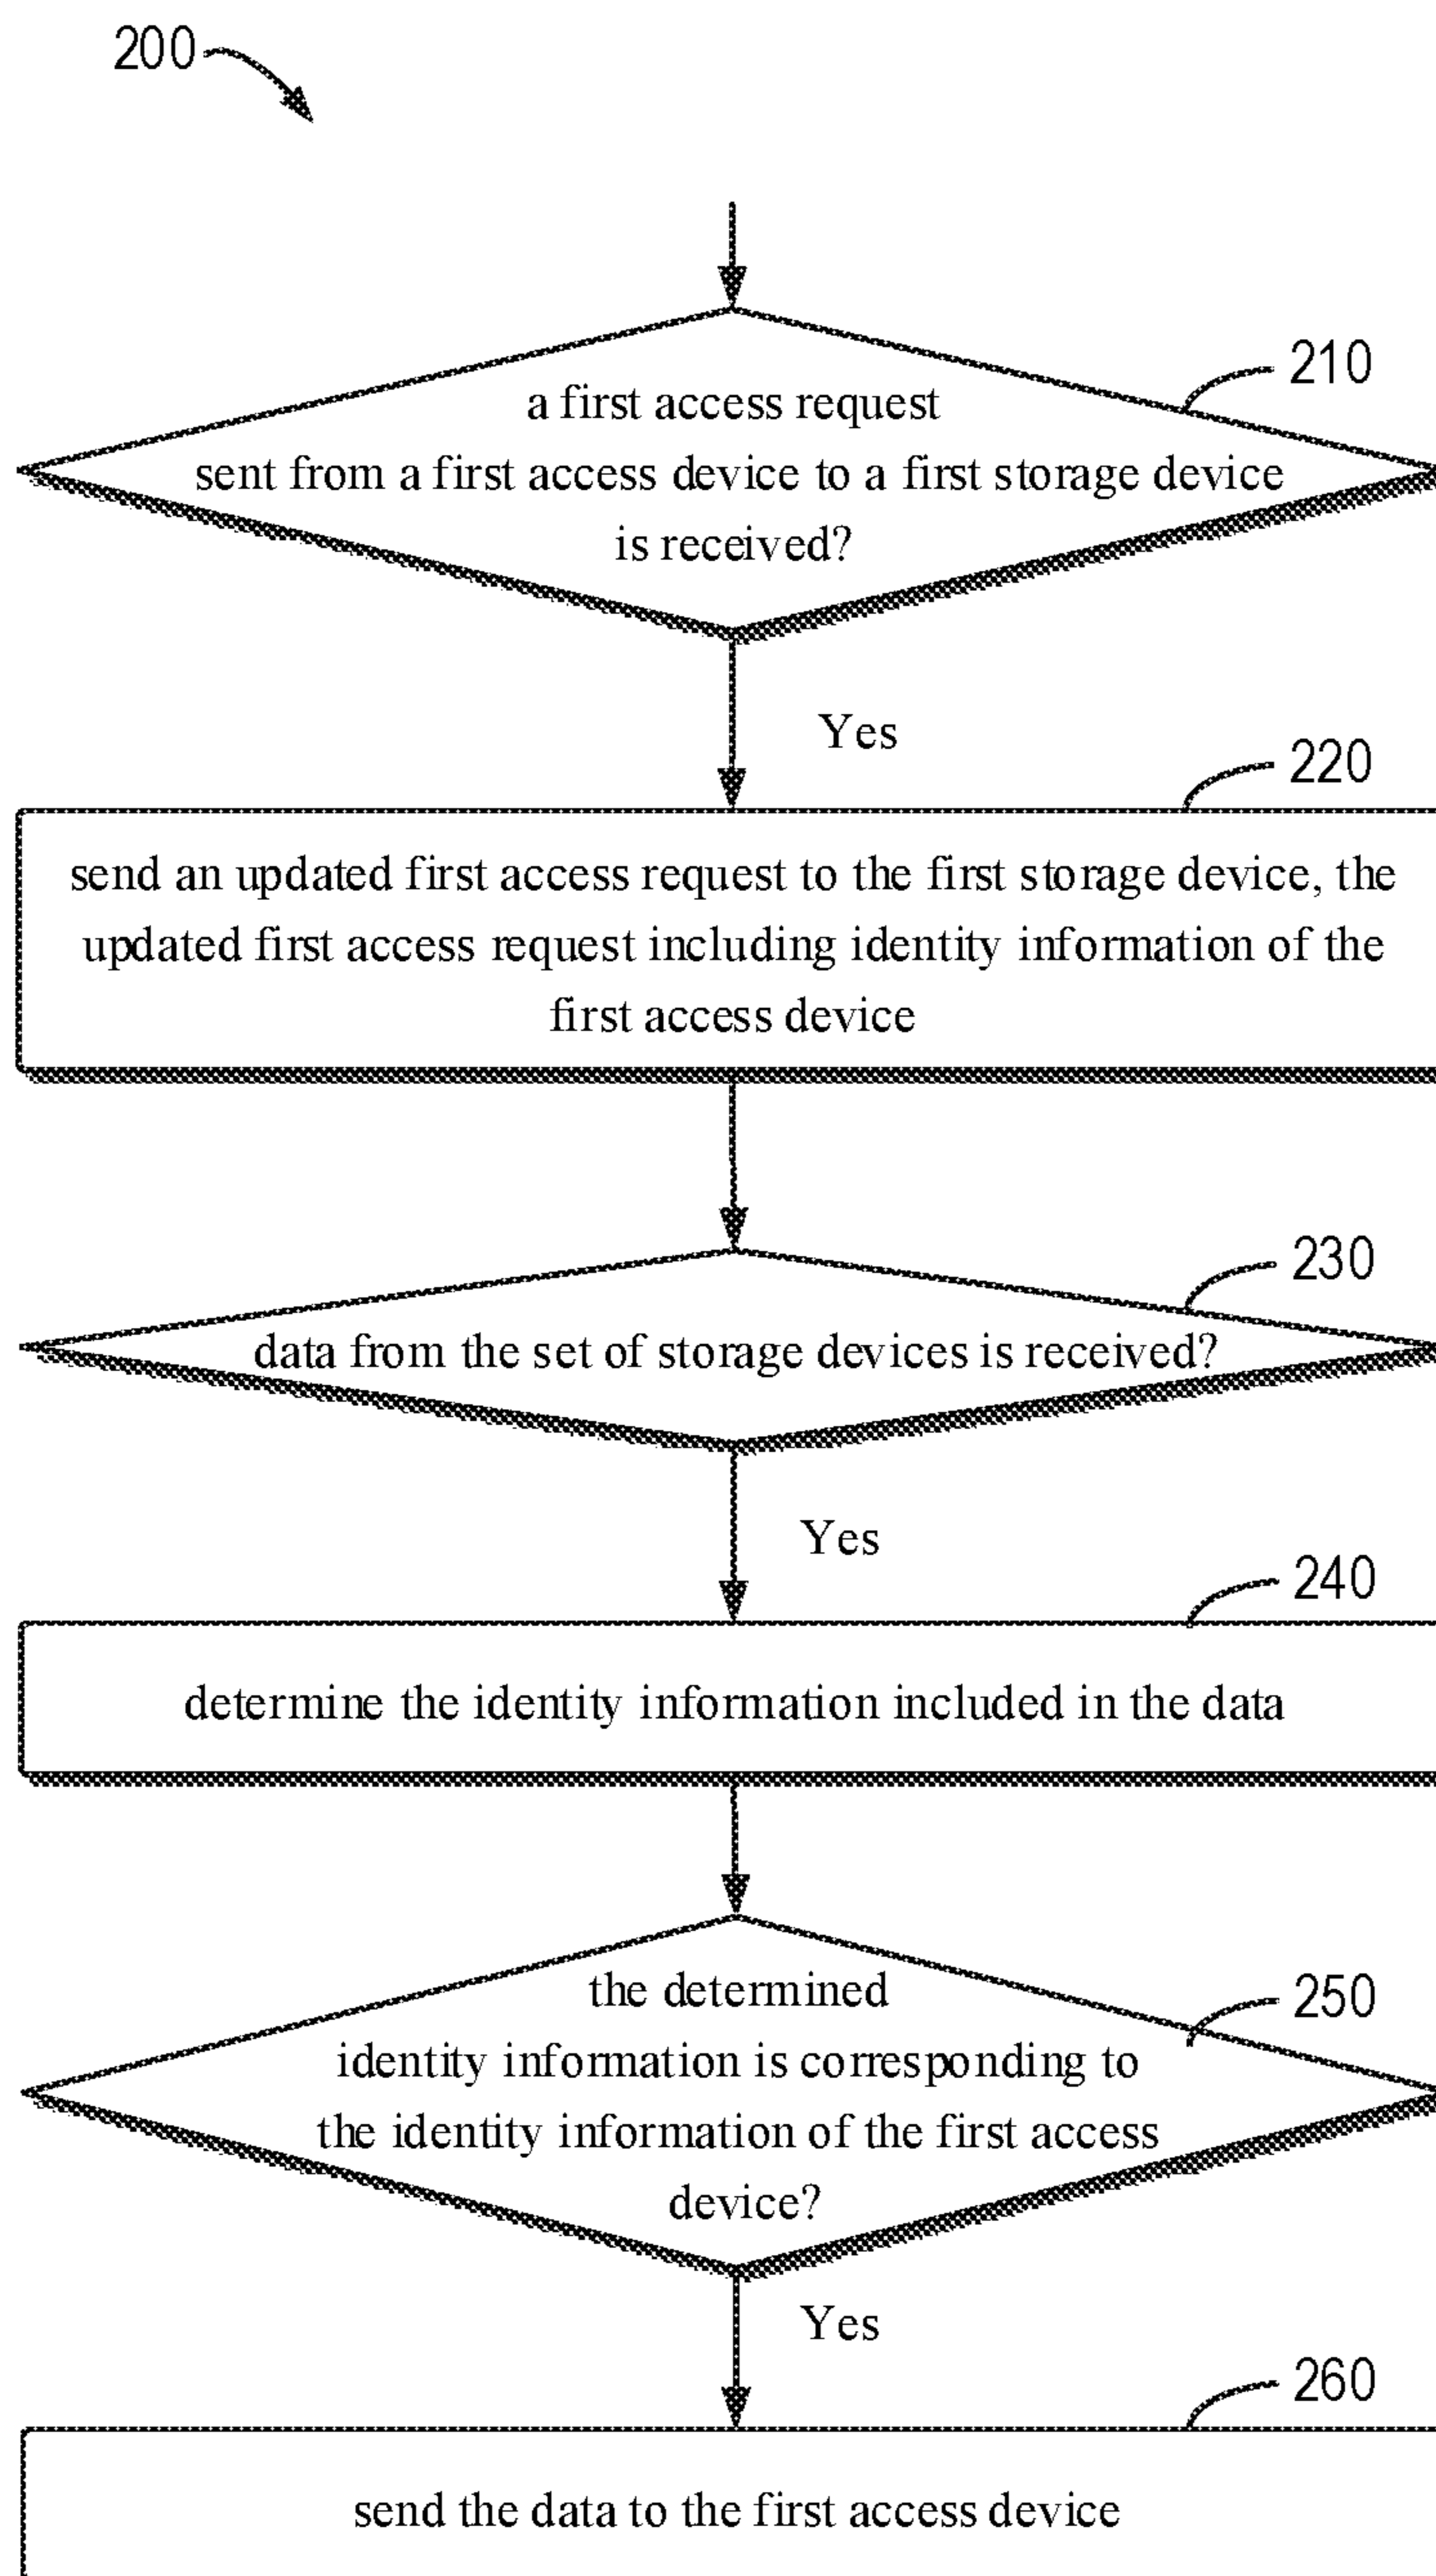 200
210
a first access request
sent from a first access device to a first storage device
is received?
Yes
220
send an updated first access request to the first storage device, the
updated first access request including identity information of the
first access device
230
data from the set of storage devices is received?
Yes
240
determine the identity information included in the data
250
the determined
identity information is corresponding to
the identity information of the first access
device?
Yes
260
send the data to the first access device